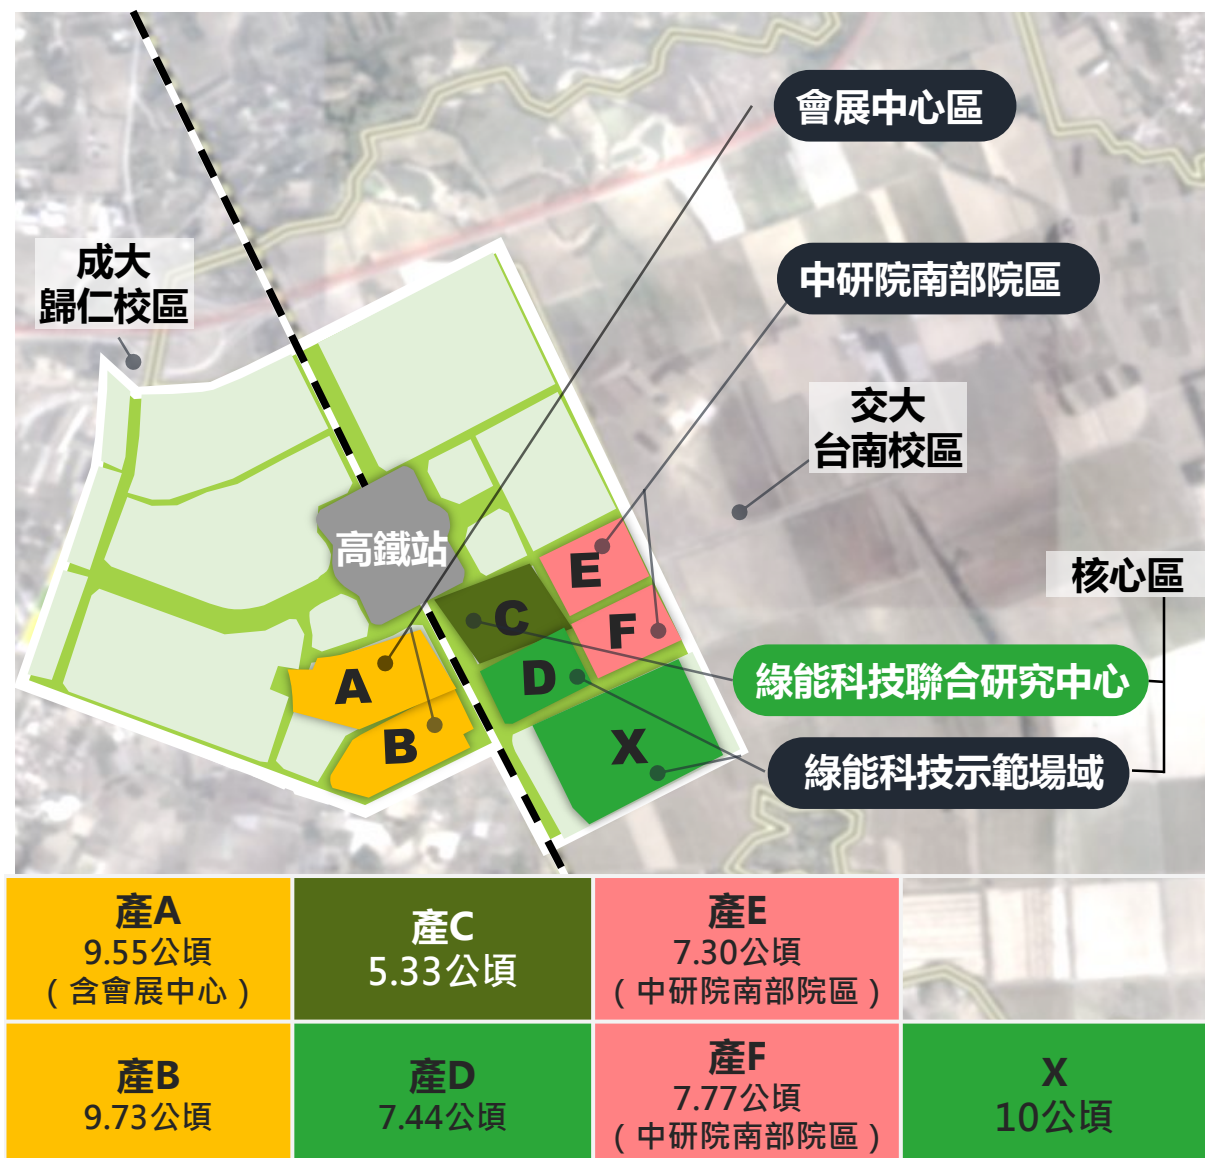 會展中心區
中研院南部院區
成大
歸仁校區
交大
台南校區
高鐵站
核心區
綠能科技聯合研究中心
綠能科技示範場域
A
B
C
D
E
F
X
產A
9.55公頃
(含會展中心)
產C
5.33公頃
產E
7.30公頃
(中研院南部院區)
產B
9.73公頃
產D
7.44公頃
產F
7.77公頃
(中研院南部院區)
X
10公頃